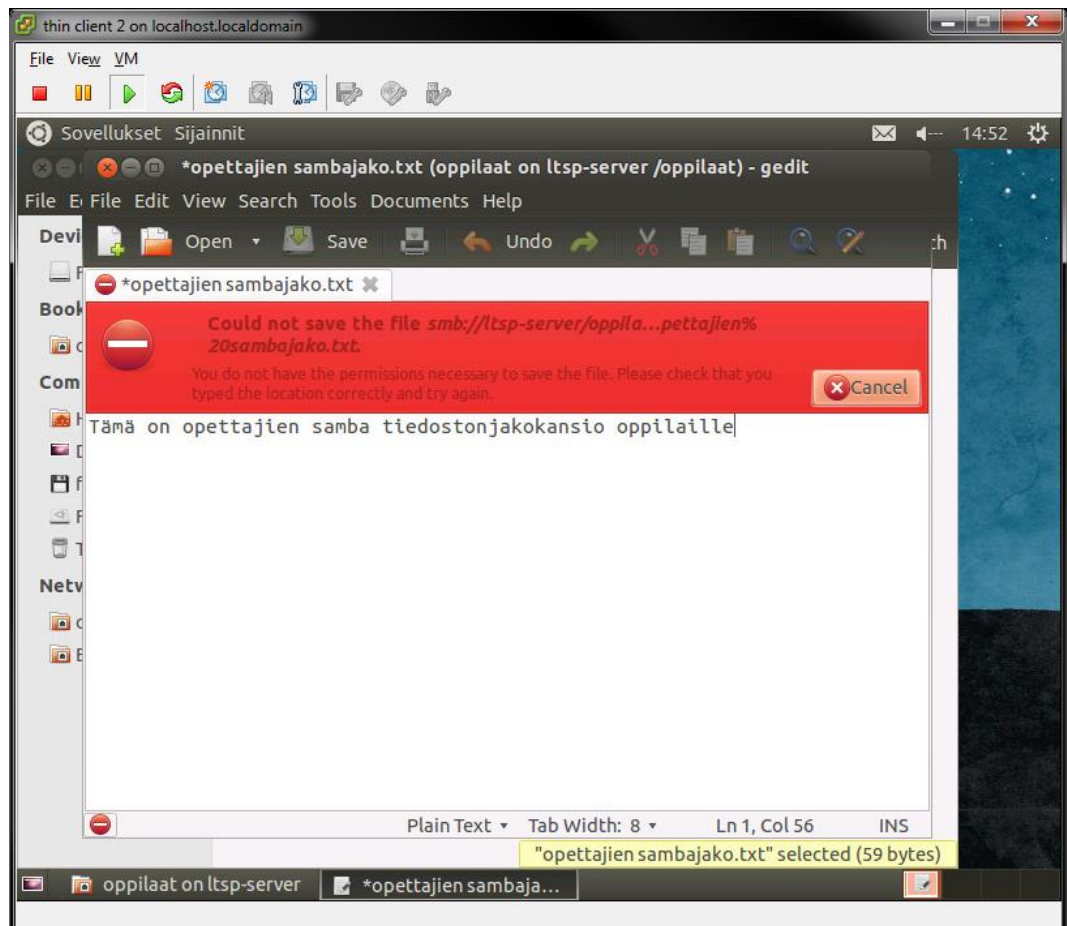 thin client 2 on localhost.localdomain
File View VM
Sovellukset Sijainnit 14:52
*opettajien sambajako.txt (oppilaat on ltsp-server /oppilaat) - gedit
File E File Edit View Search Tools Documents Help
Devi Open Save Undo ch
*opettajien sambajako.txt
Book
Could not save the file smb://ltsp-server/oppila...pettajien%
20sambajako.txt.
You do not have the permissions necessary to save the file. Please check that you
typed the location correctly and try again.
Cancel
Com
Tämä on opettajien samba tiedostonjakokansio oppilaille
Netw
Plain Text Tab Width: 8 Ln 1, Col 56 INS
"opettajien sambajako.txt" selected (59 bytes)
oppilaat on ltsp-server *opettajien sambaja...